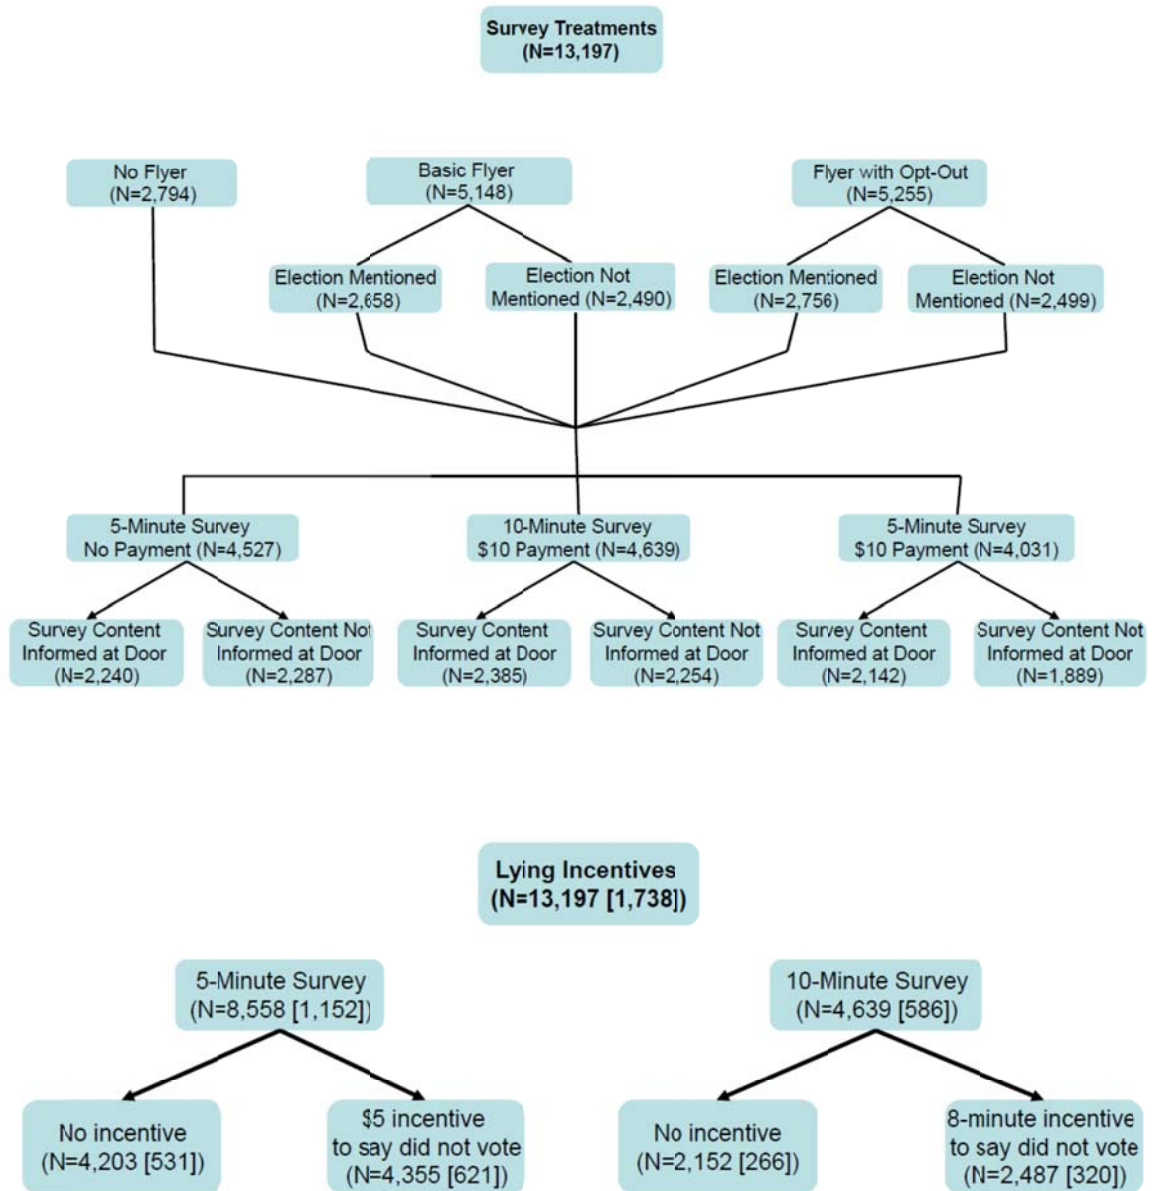 Survey Treatments
(N=13,197)
No Flyer
(N=2,794)
Basic Flyer
(N=5,148)
Flyer with Opt-Out
(N=5,255)
Election Mentioned
(N=2,658)
Election Not
Mentioned (N=2,490)
Election Mentioned
(N=2,756)
Election Not
Mentioned (N=2,499)
5-Minute Survey
No Payment (N=4,527)
10-Minute Survey
$10 Payment (N=4,639)
5-Minute Survey
$10 Payment (N=4,031)
Survey Content
Informed at Door
(N=2,240)
Survey Content Not
Informed at Door
(N=2,287)
Survey Content
Informed at Door
(N=2,385)
Survey Content Not
Informed at Door
(N=2,254)
Survey Content
Informed at Door
(N=2,142)
Survey Content Not
Informed at Door
(N=1,889)
Lying Incentives
(N=13,197 [1,738])
5-Minute Survey
(N=8,558 [1,152])
10-Minute Survey
(N=4,639 [586])
No incentive
(N=4,203 [531])
$5 incentive
to say did not vote
(N=4,355 [621])
No incentive
(N=2,152 [266])
8-minute incentive
to say did not vote
(N=2,487 [320])